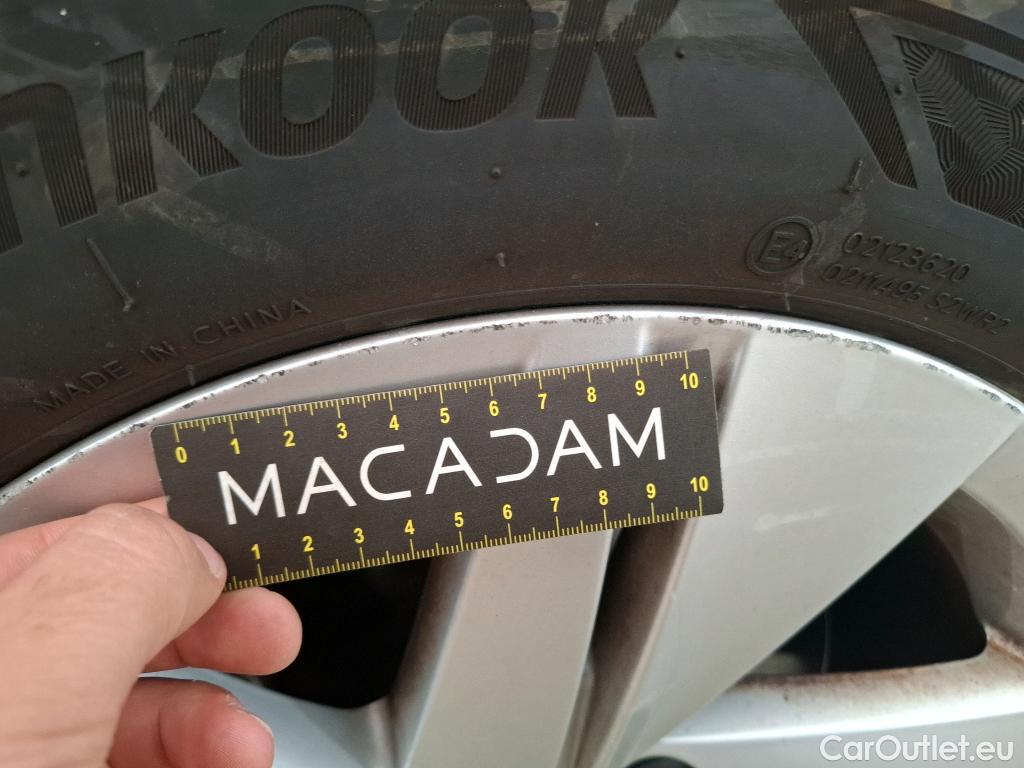 nkook
MADE IN CHINA
E4
02123620
0211495 S2WR2
0 1 2 3 4 5 6 7 8 9 10
MACADAM
1 2 3 4 5 6 7 8 9 10
CarOutlet.eu